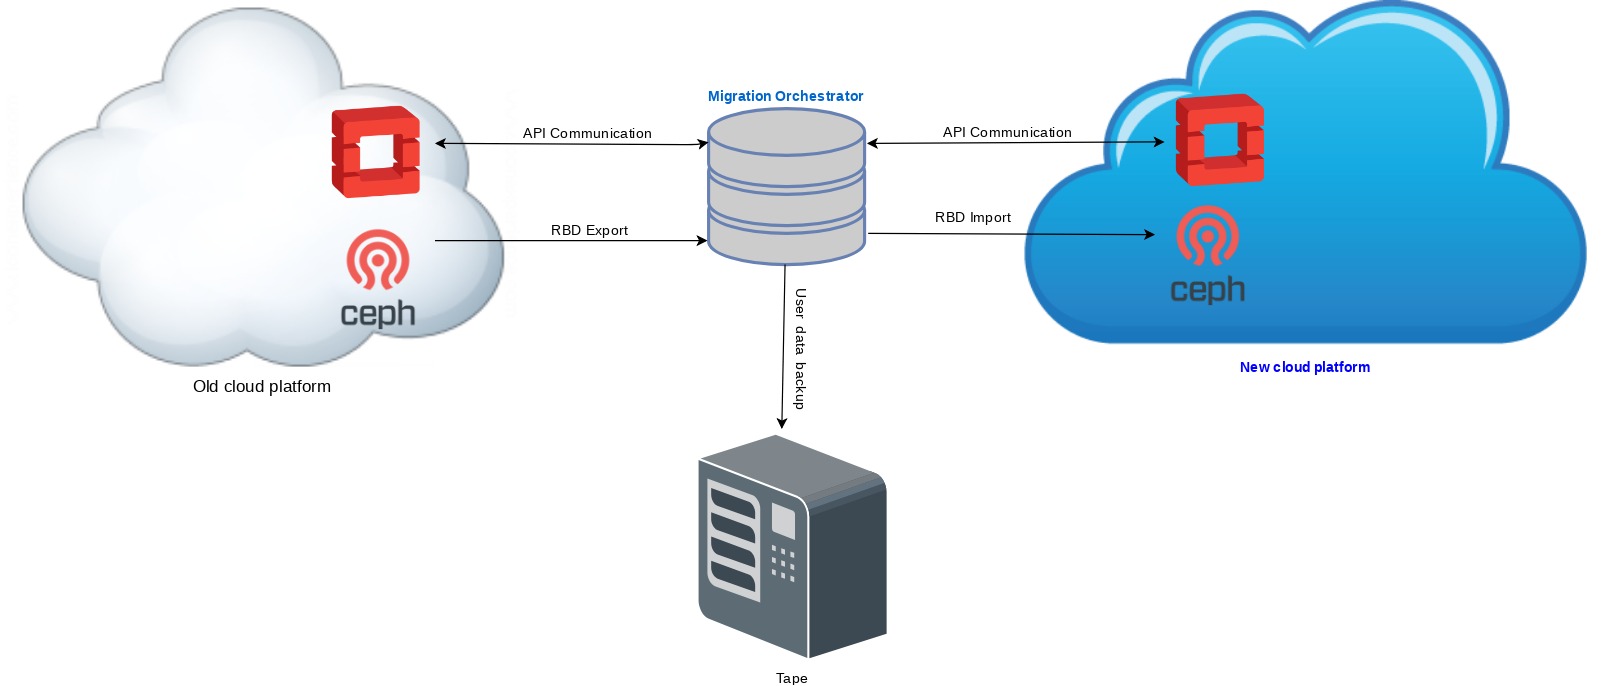 Migration Orchestrator
API Communication
API Communication
RBD Export
RBD Import
ceph
ceph
User data backup
Old cloud platform
New cloud platform
Tape